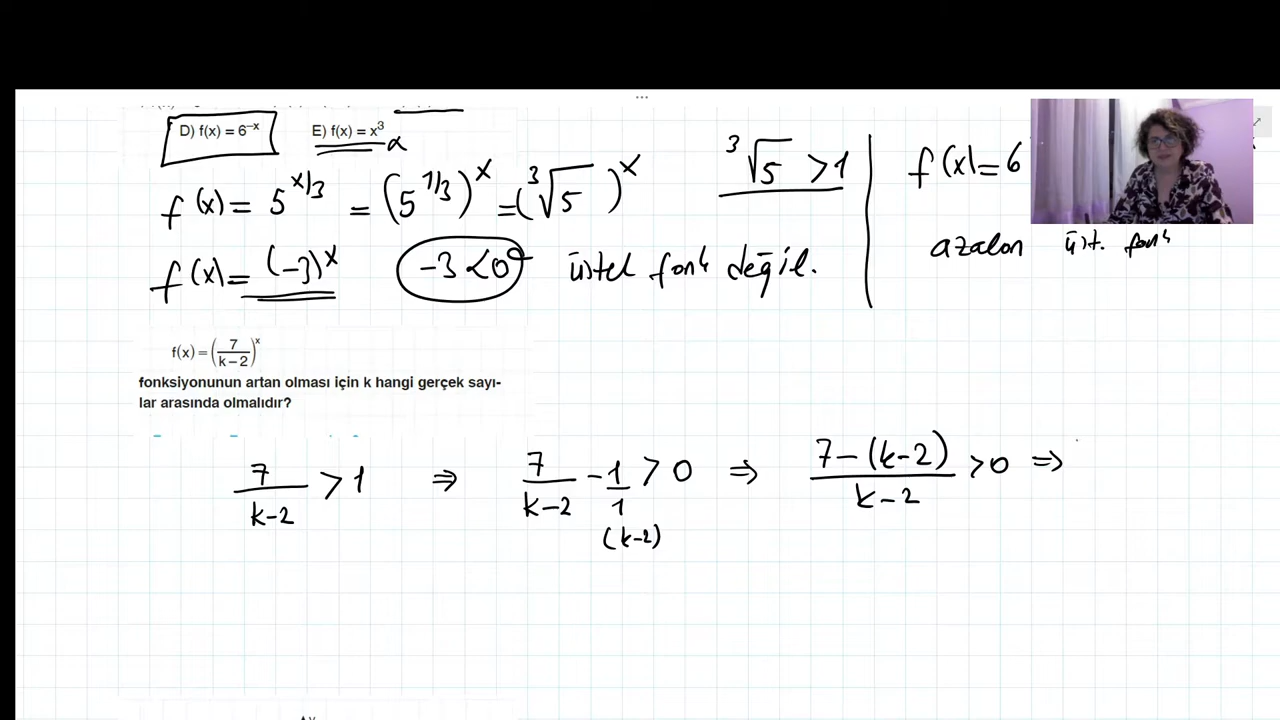 D) f(x) = 6⁻ˣ E) f(x) = x³
f(x) = 5^(x/3) = (5^(1/3))^x = (³√5)^x
³√5 > 1
f(x) = 6
azalan üst. fonk
f(x) = (-3)^x -3 < 0 üstel fonk değil.
f(x) = (7/(k−2))^x
fonksiyonunun artan olması için k hangi gerçek sayı-
lar arasında olmalıdır?
7/(k-2) > 1 ⇒ 7/(k-2) - 1/1 > 0 ⇒ (7-(k-2))/(k-2) > 0 ⇒
(k-2)